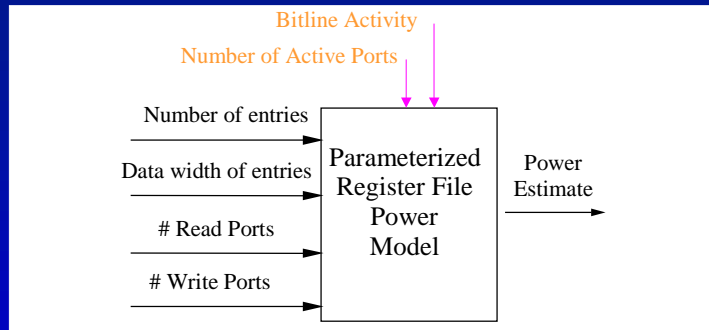 Bitline Activity
Number of Active Ports
Number of entries
Data width of entries
# Read Ports
# Write Ports
Parameterized
Register File
Power
Model
Power
Estimate